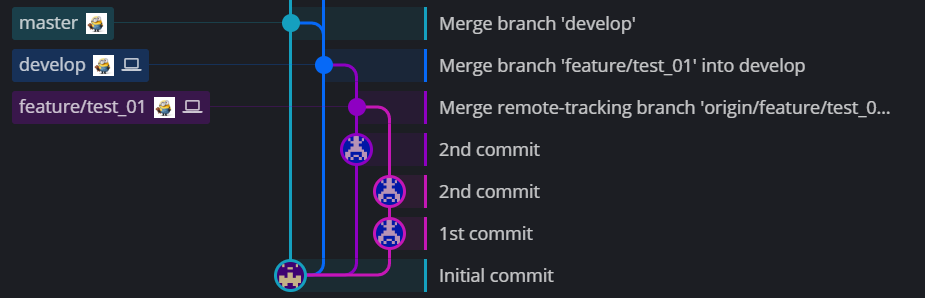 master Merge branch 'develop'
develop Merge branch 'feature/test_01' into develop
feature/test_01 Merge remote-tracking branch 'origin/feature/test_0...
2nd commit
2nd commit
1st commit
Initial commit